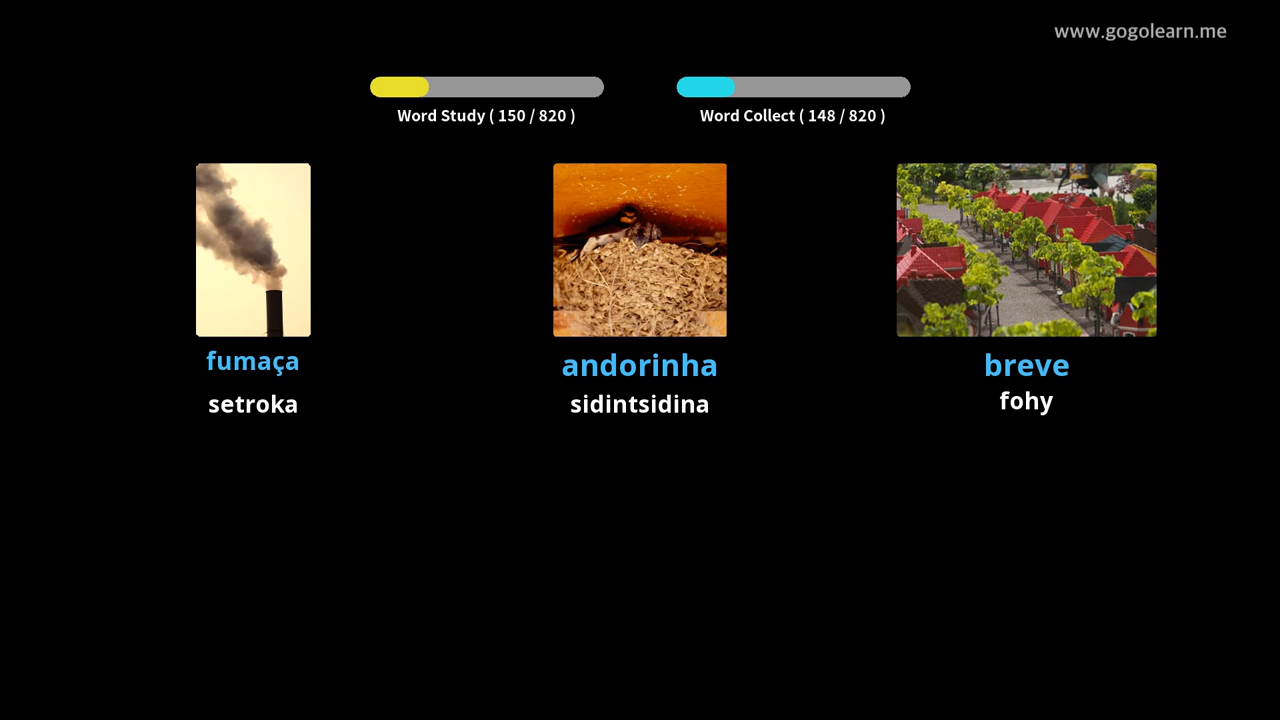 www.gogolearn.me
Word Study ( 150 / 820 )
Word Collect ( 148 / 820 )
fumaça
setroka
andorinha
sidintsidina
breve
fohy